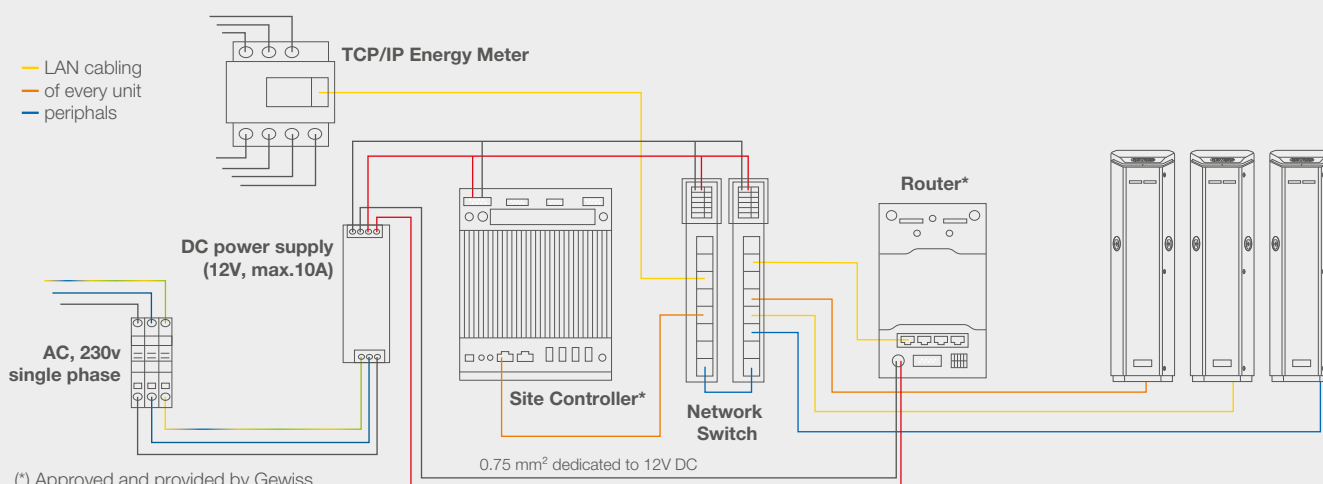 TCP/IP Energy Meter
LAN cabling
of every unit
periphals
Router*
DC power supply
(12V, max.10A)
AC, 230v
single phase
Site Controller*
Network
Switch
0.75 mm² dedicated to 12V DC
(*) Approved and provided by Gewiss